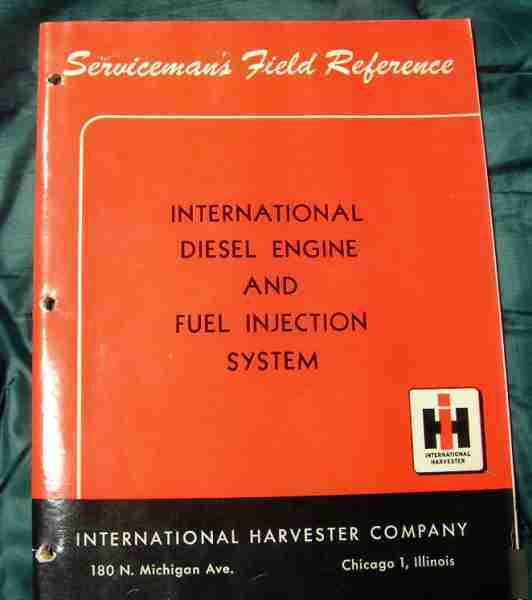 Serviceman's Field Reference
INTERNATIONAL
DIESEL ENGINE
AND
FUEL INJECTION
SYSTEM
IH
INTERNATIONAL
HARVESTER
INTERNATIONAL HARVESTER COMPANY
180 N. Michigan Ave. Chicago 1, Illinois